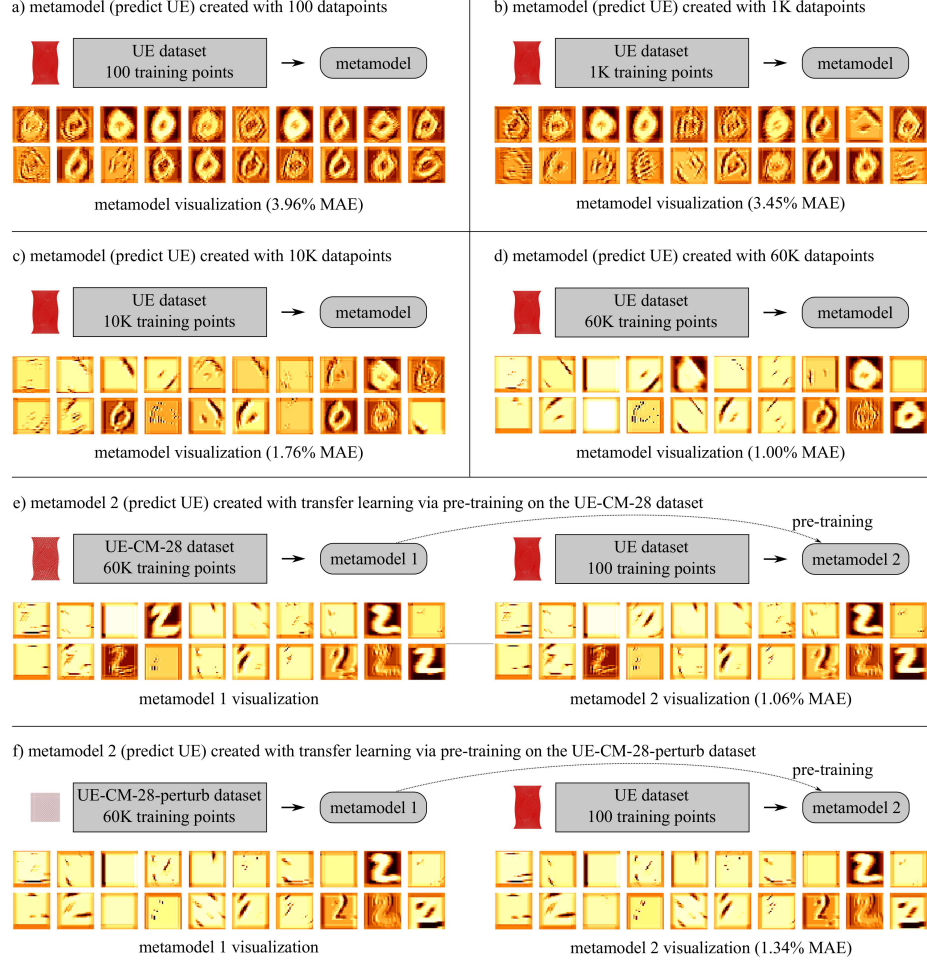 a) metamodel (predict UE) created with 100 datapoints
UE dataset
100 training points
metamodel
metamodel visualization (3.96% MAE)
b) metamodel (predict UE) created with 1K datapoints
UE dataset
1K training points
metamodel
metamodel visualization (3.45% MAE)
c) metamodel (predict UE) created with 10K datapoints
UE dataset
10K training points
metamodel
metamodel visualization (1.76% MAE)
d) metamodel (predict UE) created with 60K datapoints
UE dataset
60K training points
metamodel
metamodel visualization (1.00% MAE)
e) metamodel 2 (predict UE) created with transfer learning via pre-training on the UE-CM-28 dataset
UE-CM-28 dataset
60K training points
metamodel 1
pre-training
UE dataset
100 training points
metamodel 2
metamodel 1 visualization
metamodel 2 visualization (1.06% MAE)
f) metamodel 2 (predict UE) created with transfer learning via pre-training on the UE-CM-28-perturb dataset
UE-CM-28-perturb dataset
60K training points
metamodel 1
pre-training
UE dataset
100 training points
metamodel 2
metamodel 1 visualization
metamodel 2 visualization (1.34% MAE)